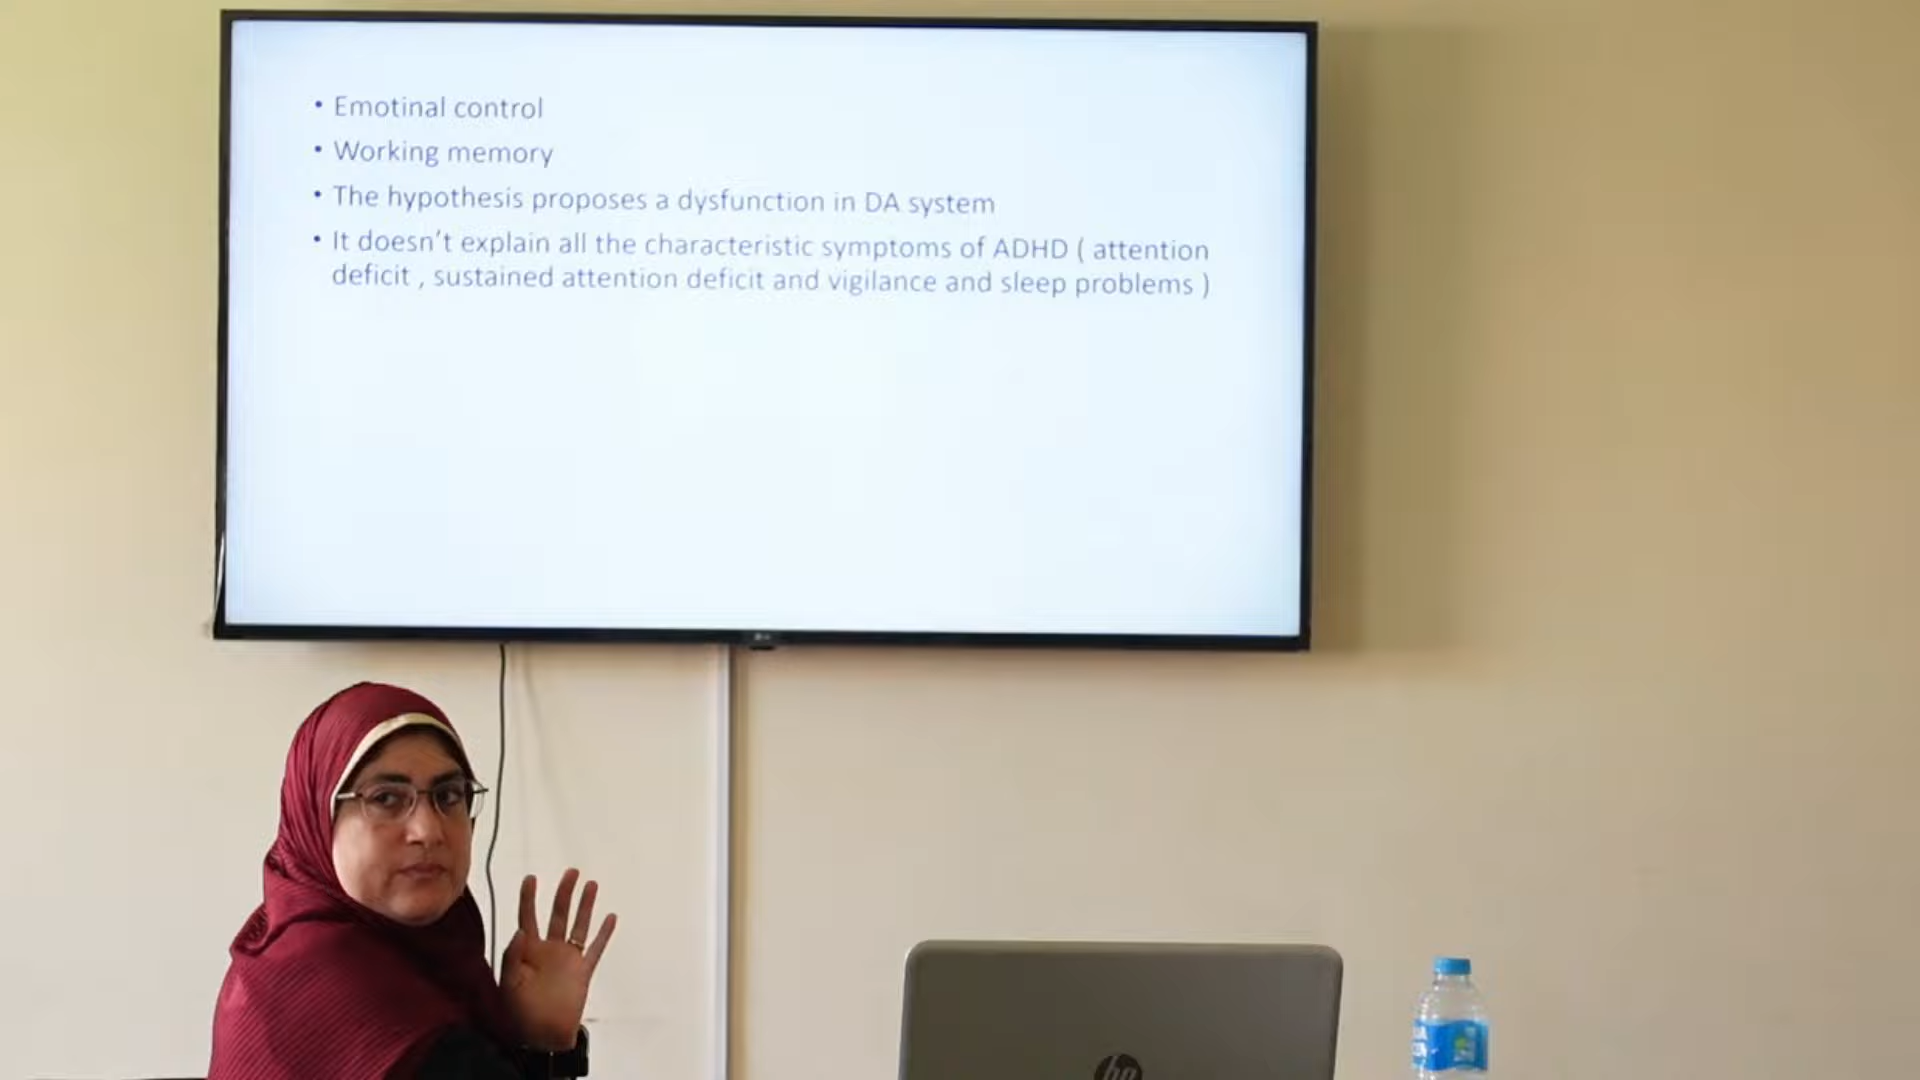 • Emotinal control
• Working memory
• The hypothesis proposes a dysfunction in DA system
• It doesn't explain all the characteristic symptoms of ADHD ( attention
deficit , sustained attention deficit and vigilance and sleep problems )
hp